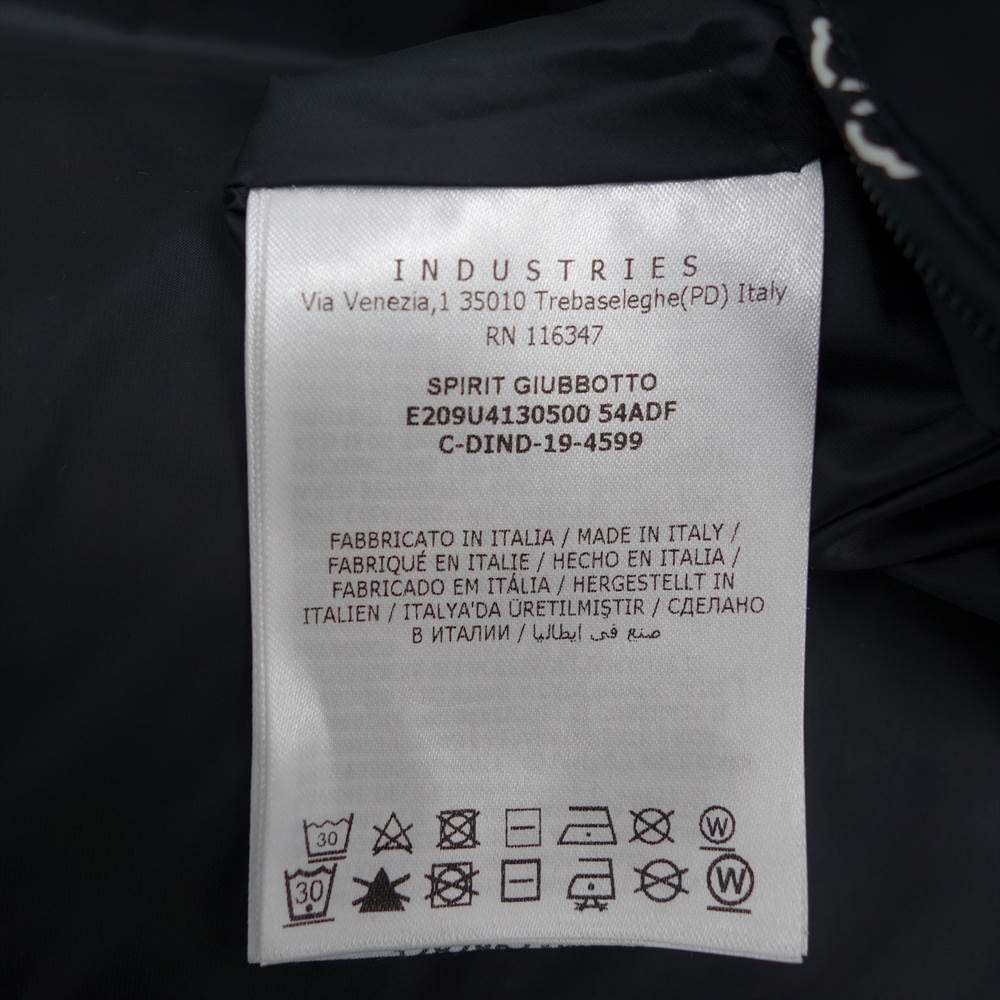 INDUSTRIES
Via Venezia,1 35010 Trebaseleghe(PD) Italy
RN 116347
SPIRIT GIUBBOTTO
E209U4130500 54ADF
C-DIND-19-4599
FABBRICATO IN ITALIA / MADE IN ITALY /
FABRIQUÉ EN ITALIE / HECHO EN ITALIA /
FABRICADO EM ITÁLIA / HERGESTELLT IN
ITALIEN / ITALYA'DA ÜRETILMIŞTIR / СДЕЛАНО
В ИТАЛИИ / صنع في ايطاليا
30 W
30 W